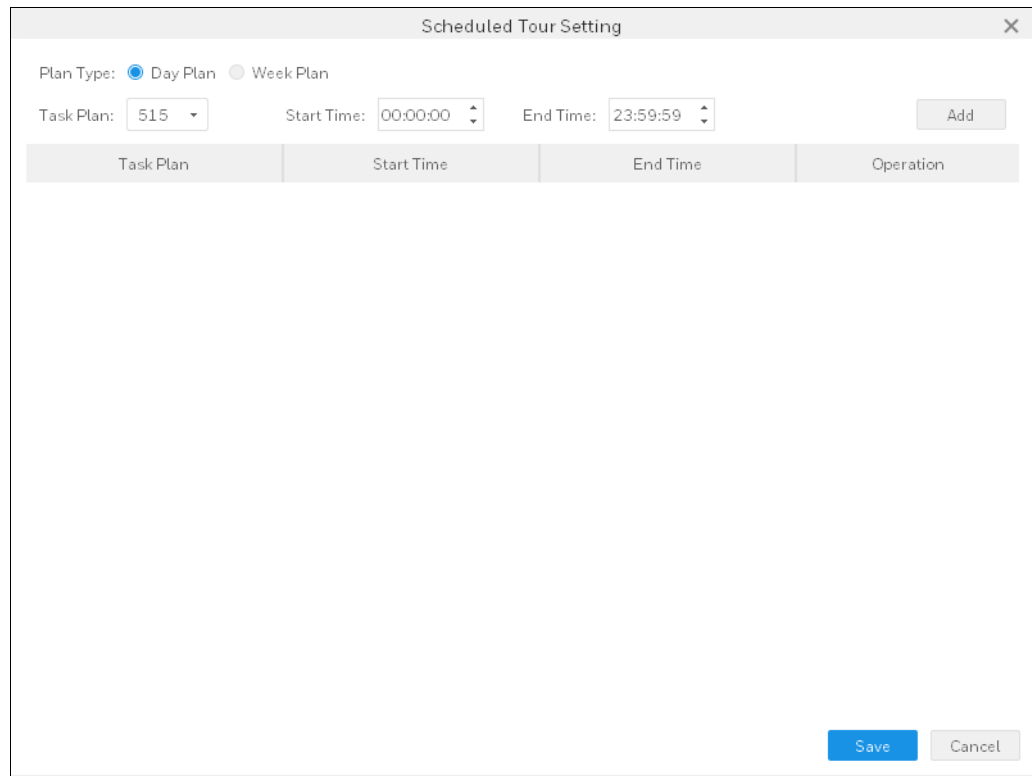 Scheduled Tour Setting
Plan Type: Day Plan Week Plan
Task Plan: 515 Start Time: 00:00:00 End Time: 23:59:59 Add
Task Plan Start Time End Time Operation
Save Cancel